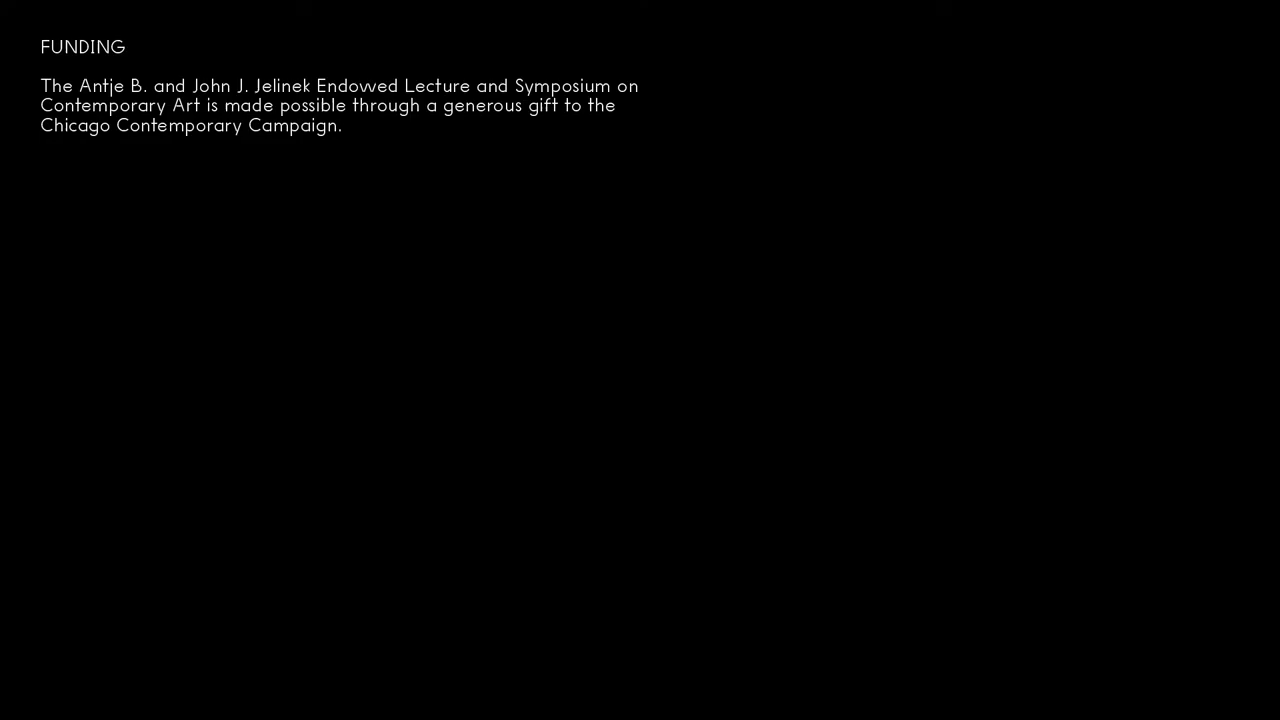 FUNDING
The Antje B. and John J. Jelinek Endowed Lecture and Symposium on
Contemporary Art is made possible through a generous gift to the
Chicago Contemporary Campaign.